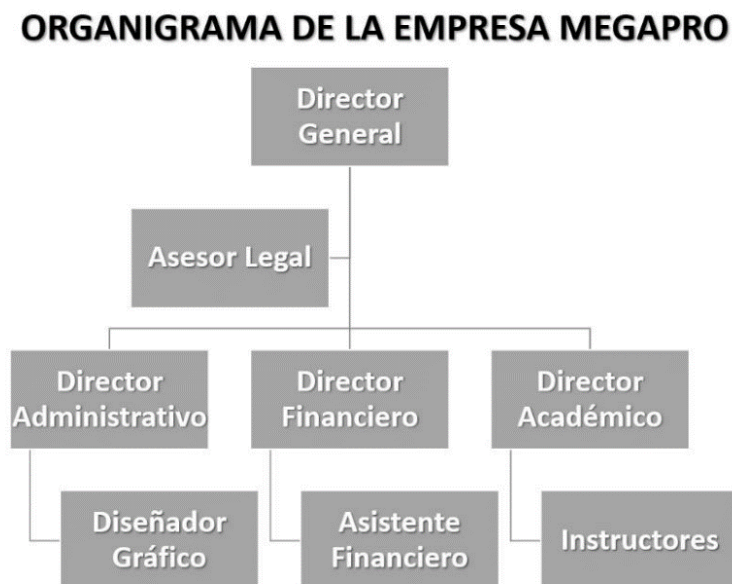 ORGANIGRAMA DE LA EMPRESA MEGAPRO
Director
General
Asesor Legal
Director
Administrativo
Director
Financiero
Director
Académico
Diseñador
Gráfico
Asistente
Financiero
Instructores